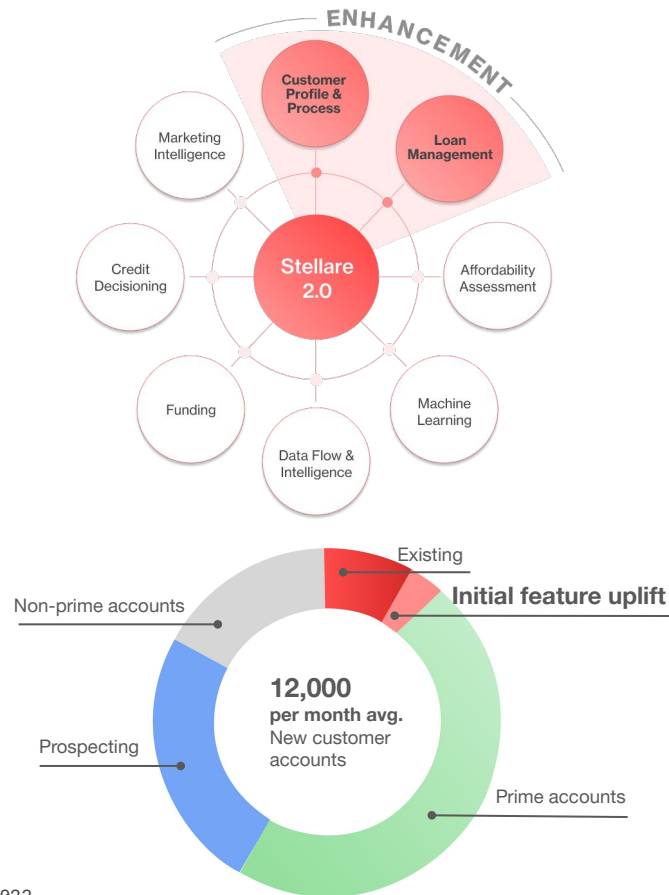 ENHANCEMENT
Customer
Profile &
Process
Loan
Management
Marketing
Intelligence
Stellare
2.0
Credit
Decisioning
Affordability
Assessment
Funding
Machine
Learning
Data Flow &
Intelligence
Existing
Initial feature uplift
Non-prime accounts
12,000
per month avg.
New customer
accounts
Prospecting
Prime accounts